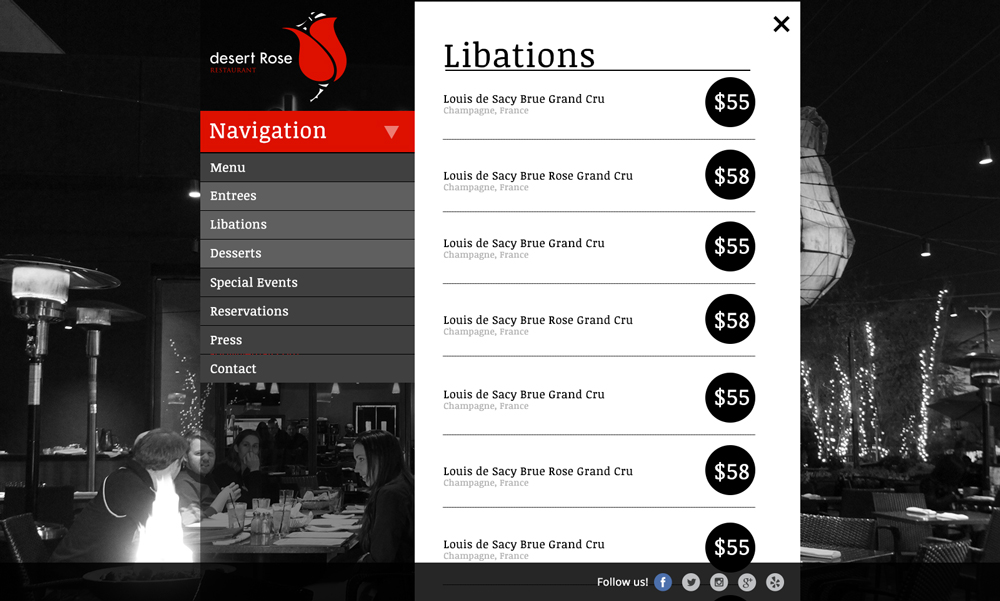 desert Rose
RESTAURANT
Navigation
Menu
Entrees
Libations
Desserts
Special Events
Reservations
Press
Contact
Libations
Louis de Sacy Brue Grand Cru
Champagne, France
$55
Louis de Sacy Brue Rose Grand Cru
Champagne, France
$58
Louis de Sacy Brue Grand Cru
Champagne, France
$55
Louis de Sacy Brue Rose Grand Cru
Champagne, France
$58
Louis de Sacy Brue Grand Cru
Champagne, France
$55
Louis de Sacy Brue Rose Grand Cru
Champagne, France
$58
Louis de Sacy Brue Grand Cru
Champagne, France
$55
Follow us!